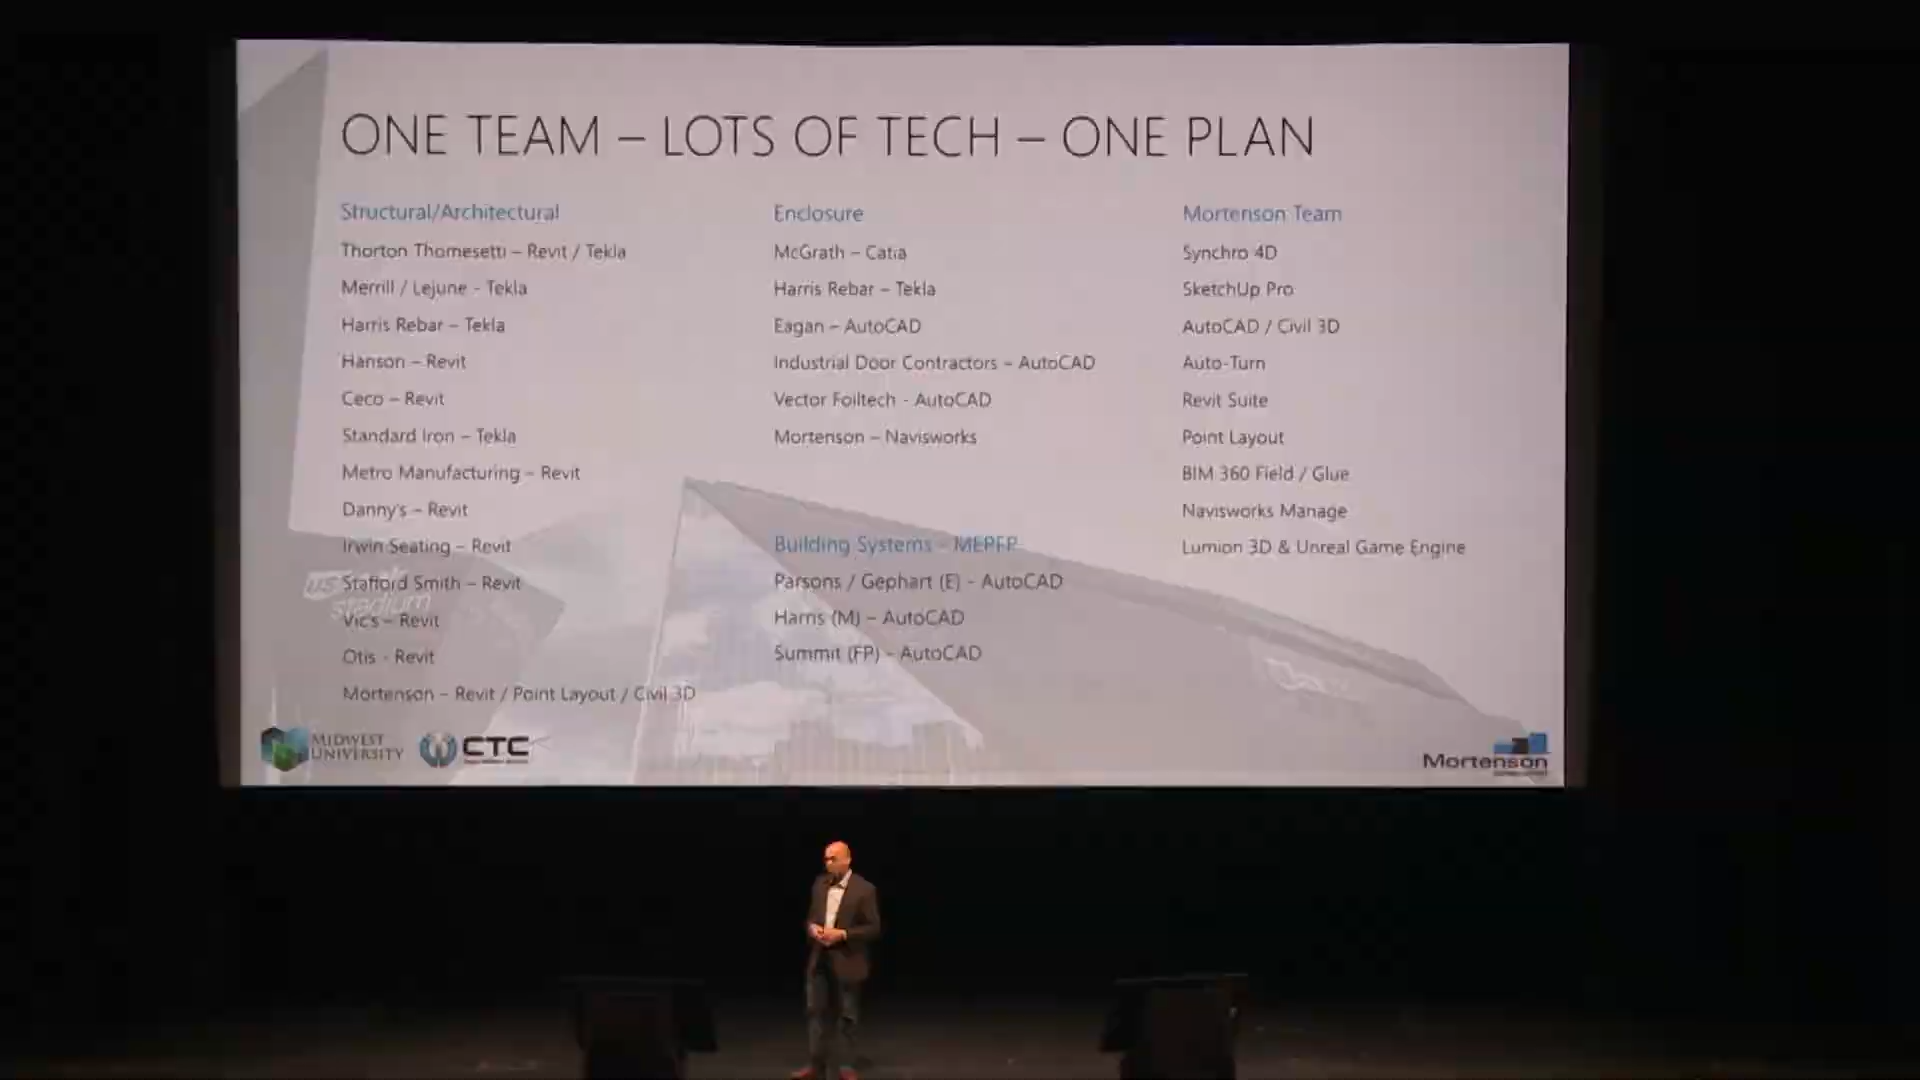 ONE TEAM – LOTS OF TECH – ONE PLAN
Structural/Architectural
Thorton Thomesetti – Revit / Tekla
Merrill / Lejune - Tekla
Harris Rebar – Tekla
Hanson – Revit
Ceco – Revit
Standard Iron – Tekla
Metro Manufacturing – Revit
Danny's – Revit
Irwin Seating – Revit
Stafford Smith – Revit
Vic's – Revit
Otis - Revit
Mortenson – Revit / Point Layout / Civil 3D
Enclosure
McGrath – Catia
Harris Rebar – Tekla
Eagan – AutoCAD
Industrial Door Contractors – AutoCAD
Vector Foiltech - AutoCAD
Mortenson – Navisworks
Building Systems - MEPFP
Parsons / Gephart (E) - AutoCAD
Harris (M) – AutoCAD
Summit (FP) - AutoCAD
Mortenson Team
Synchro 4D
SketchUp Pro
AutoCAD / Civil 3D
Auto-Turn
Revit Suite
Point Layout
BIM 360 Field / Glue
Navisworks Manage
Lumion 3D & Unreal Game Engine
us
stadium
MIDWEST
UNIVERSITY
CTC
Mortenson